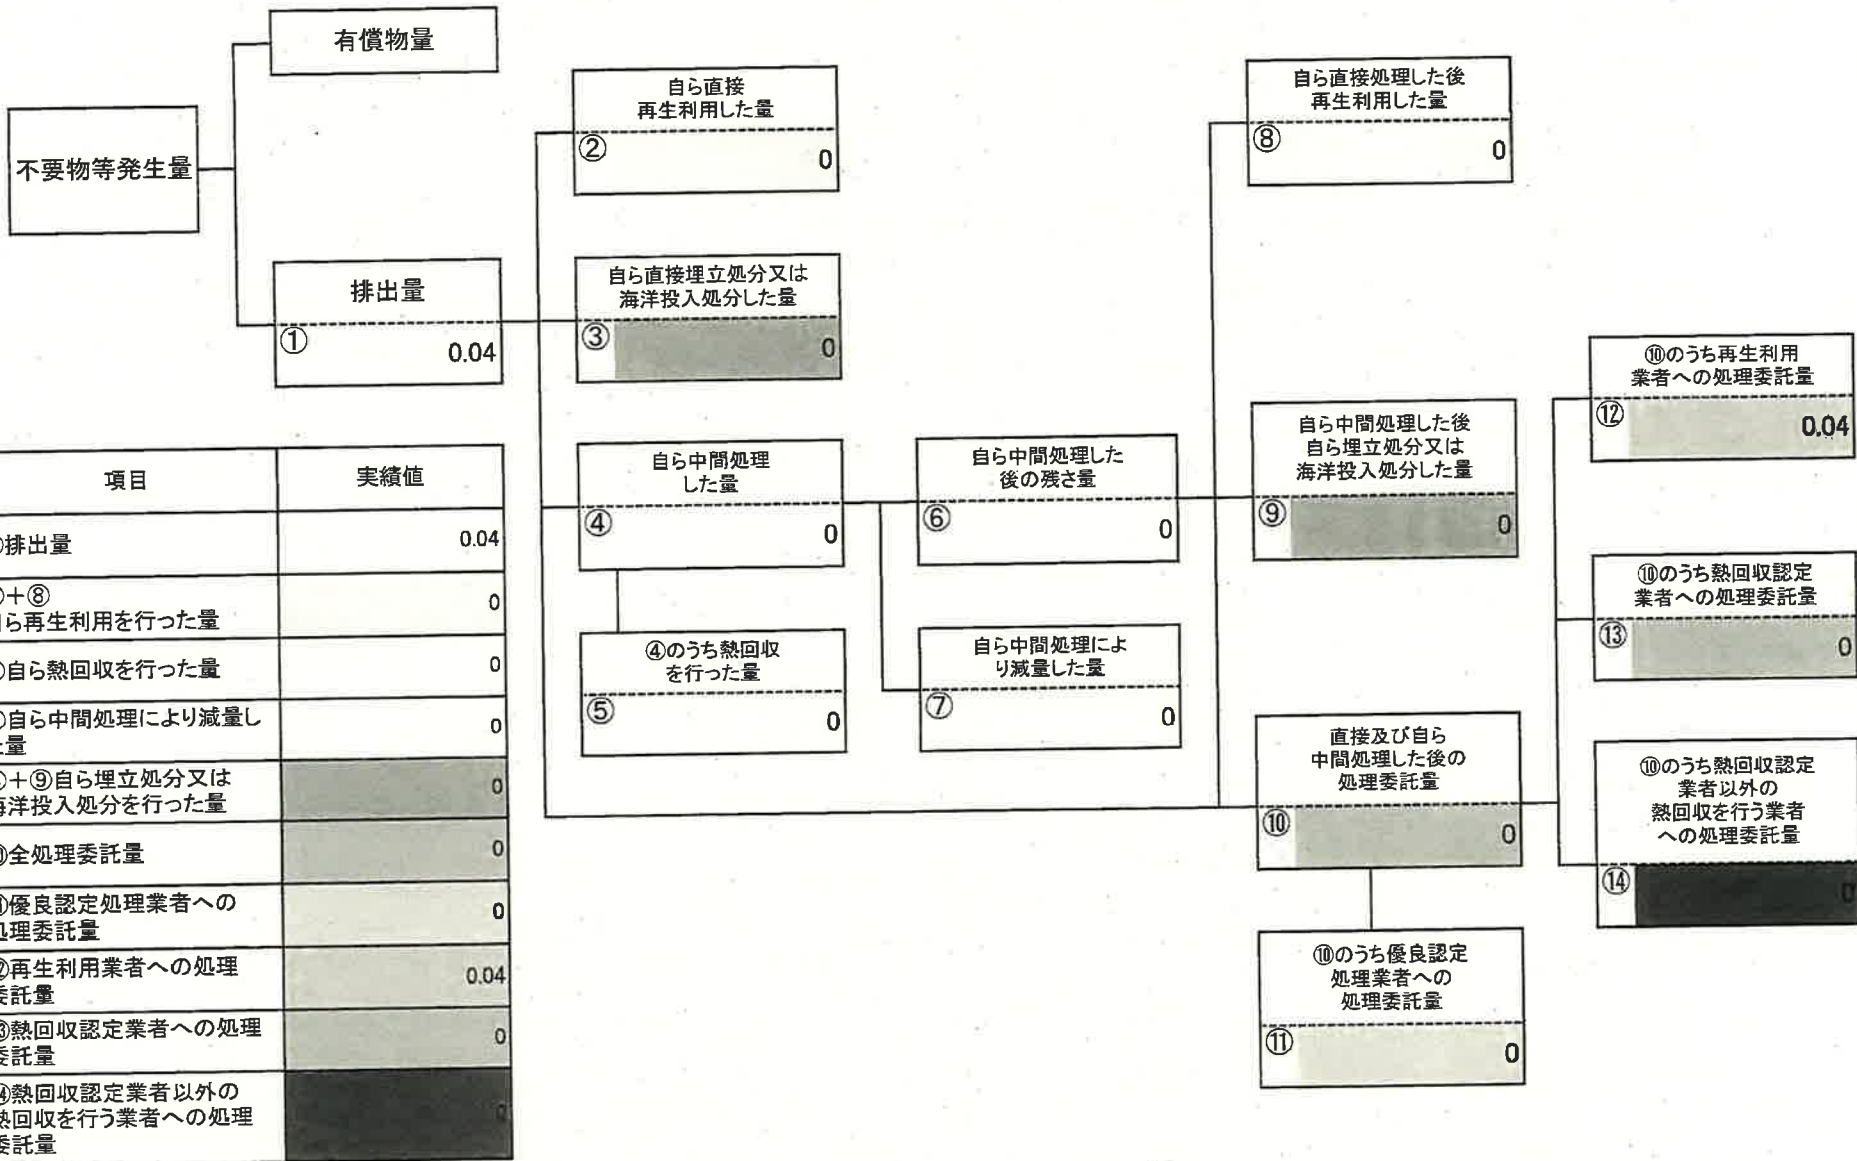 有償物量
不要物等発生量
排出量
①
0.04
自ら直接
再生利用した量
②
0
自ら直接埋立処分又は
海洋投入処分した量
③
0
自ら中間処理
した量
④
0
④のうち熱回収
を行った量
⑤
0
自ら中間処理した
後の残さ量
⑥
0
自ら中間処理によ
り減量した量
⑦
0
自ら直接処理した後
再生利用した量
⑧
0
自ら中間処理した後
自ら埋立処分又は
海洋投入処分した量
⑨
0
直接及び自ら
中間処理した後の
処理委託量
⑩
0
⑩のうち優良認定
処理業者への
処理委託量
⑪
0
⑩のうち再生利用
業者への処理委託量
⑫
0.04
⑩のうち熱回収認定
業者への処理委託量
⑬
0
⑩のうち熱回収認定
業者以外の
熱回収を行う業者
への処理委託量
⑭
0
項目 実績値
排出量 0.04
+⑧
ら再生利用を行った量 0
自ら熱回収を行った量 0
自ら中間処理により減量し
量 0
+⑨自ら埋立処分又は
海洋投入処分を行った量 0
全処理委託量 0
優良認定処理業者への
処理委託量 0
再生利用業者への処理
委託量 0.04
熱回収認定業者への処理
委託量 0
熱回収認定業者以外の
熱回収を行う業者への処理
委託量 0